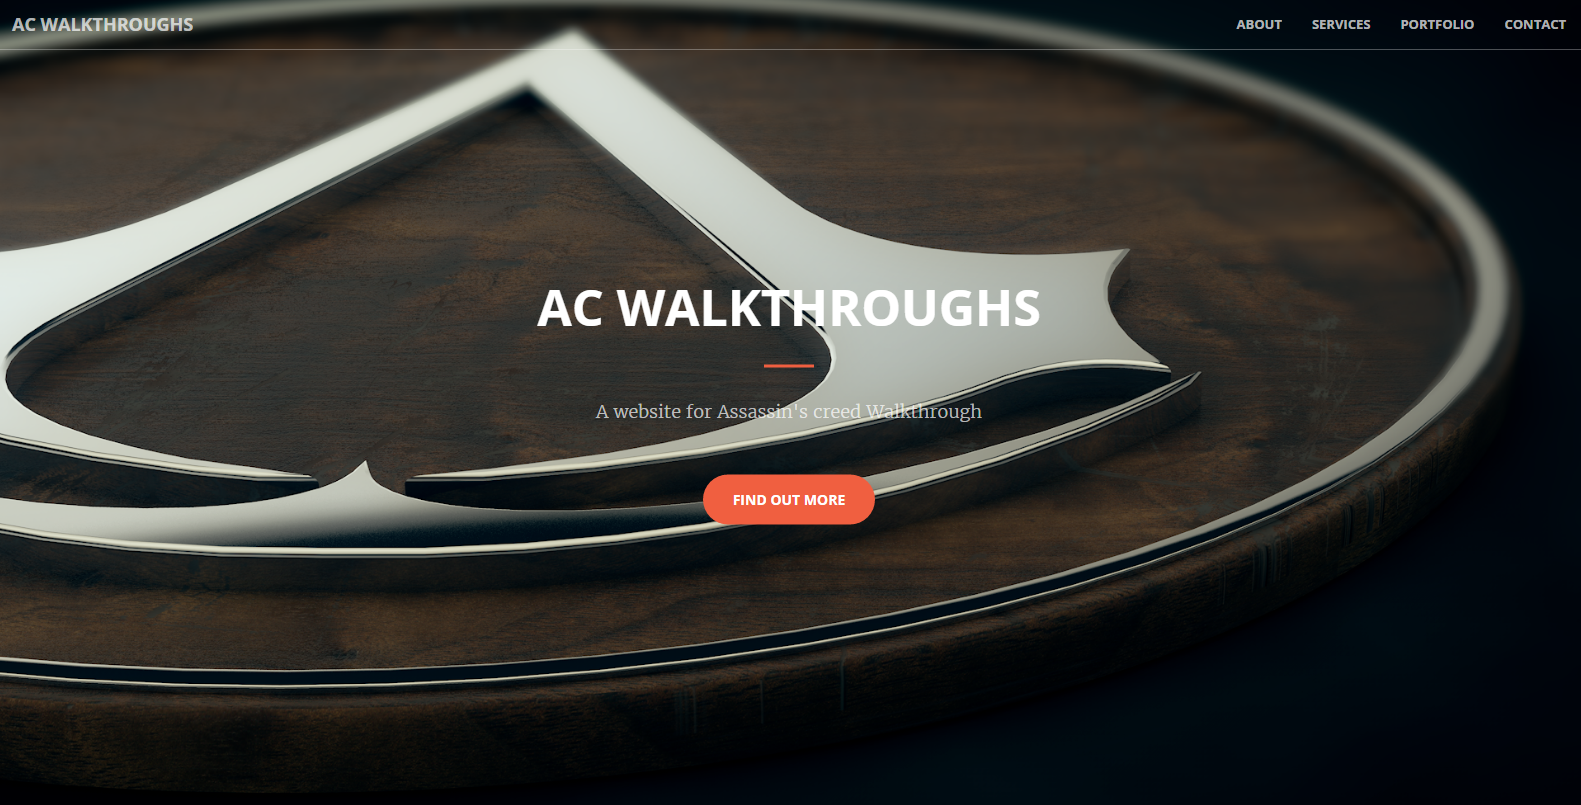 AC WALKTHROUGHS
ABOUT SERVICES PORTFOLIO CONTACT
AC WALKTHROUGHS
A website for Assassin's creed Walkthrough
FIND OUT MORE